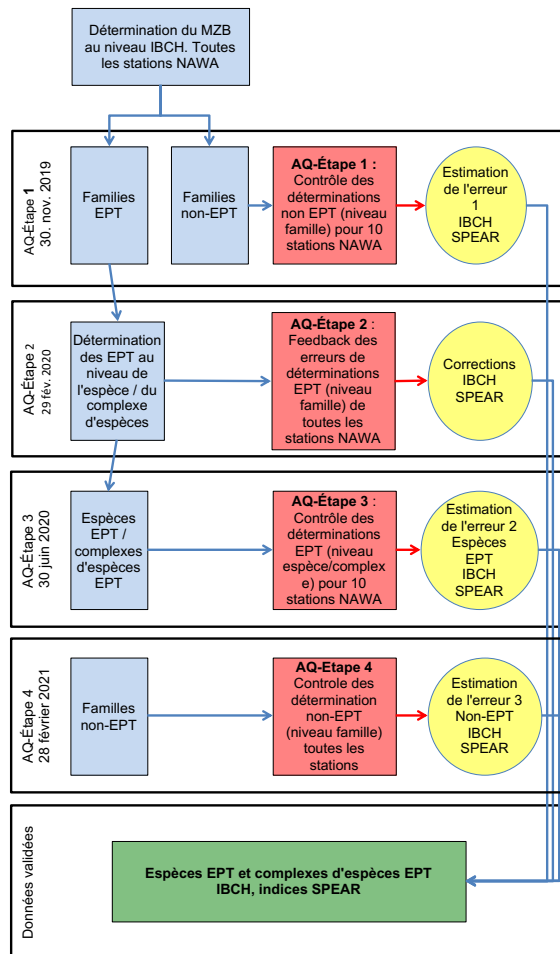 Détermination du MZB
au niveau IBCH. Toutes
les stations NAWA
AQ-Étape 1
30. nov. 2019
Familles
EPT
Familles
non-EPT
AQ-Étape 1 :
Contrôle des
déterminations
non EPT (niveau
famille) pour 10
stations NAWA
Estimation
de l'erreur
1
IBCH
SPEAR
AQ-Étape 2
29 fév. 2020
Détermination
des EPT au
niveau de
l'espèce / du
complexe
d'espèces
AQ-Étape 2 :
Feedback des
erreurs de
déterminations
EPT (niveau
famille) de
toutes les
stations NAWA
Corrections
IBCH
SPEAR
AQ-Étape 3
30 juin 2020
Espèces
EPT /
complexes
d'espèces
EPT
AQ-Étape 3 :
Contrôle des
déterminations
EPT (niveau
espèce/complex
e) pour 10
stations NAWA
Estimation
de l'erreur 2
Espèces
EPT
IBCH
SPEAR
AQ-Étape 4
28 février 2021
Familles
non-EPT
AQ-Etape 4
Controle des
détermination
non-EPT
(niveau famille)
toutes les
stations
Estimation
de l'erreur 3
Non-EPT
IBCH
SPEAR
Données validées
Espèces EPT et complexes d'espèces EPT
IBCH, indices SPEAR